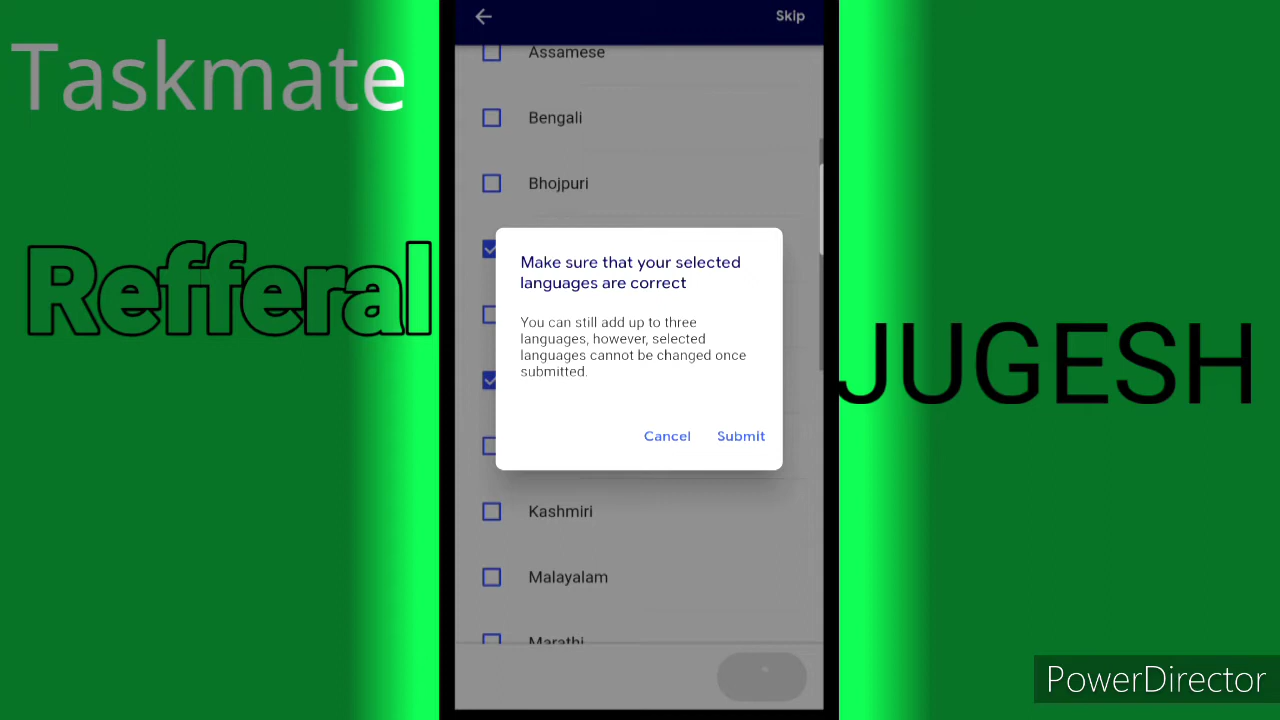 Taskmate
Refferal
JUGESH
Skip
Assamese
Bengali
Bhojpuri
Make sure that your selected
languages are correct
You can still add up to three
languages, however, selected
languages cannot be changed once
submitted.
Cancel
Submit
Kashmiri
Malayalam
Marathi
PowerDirector